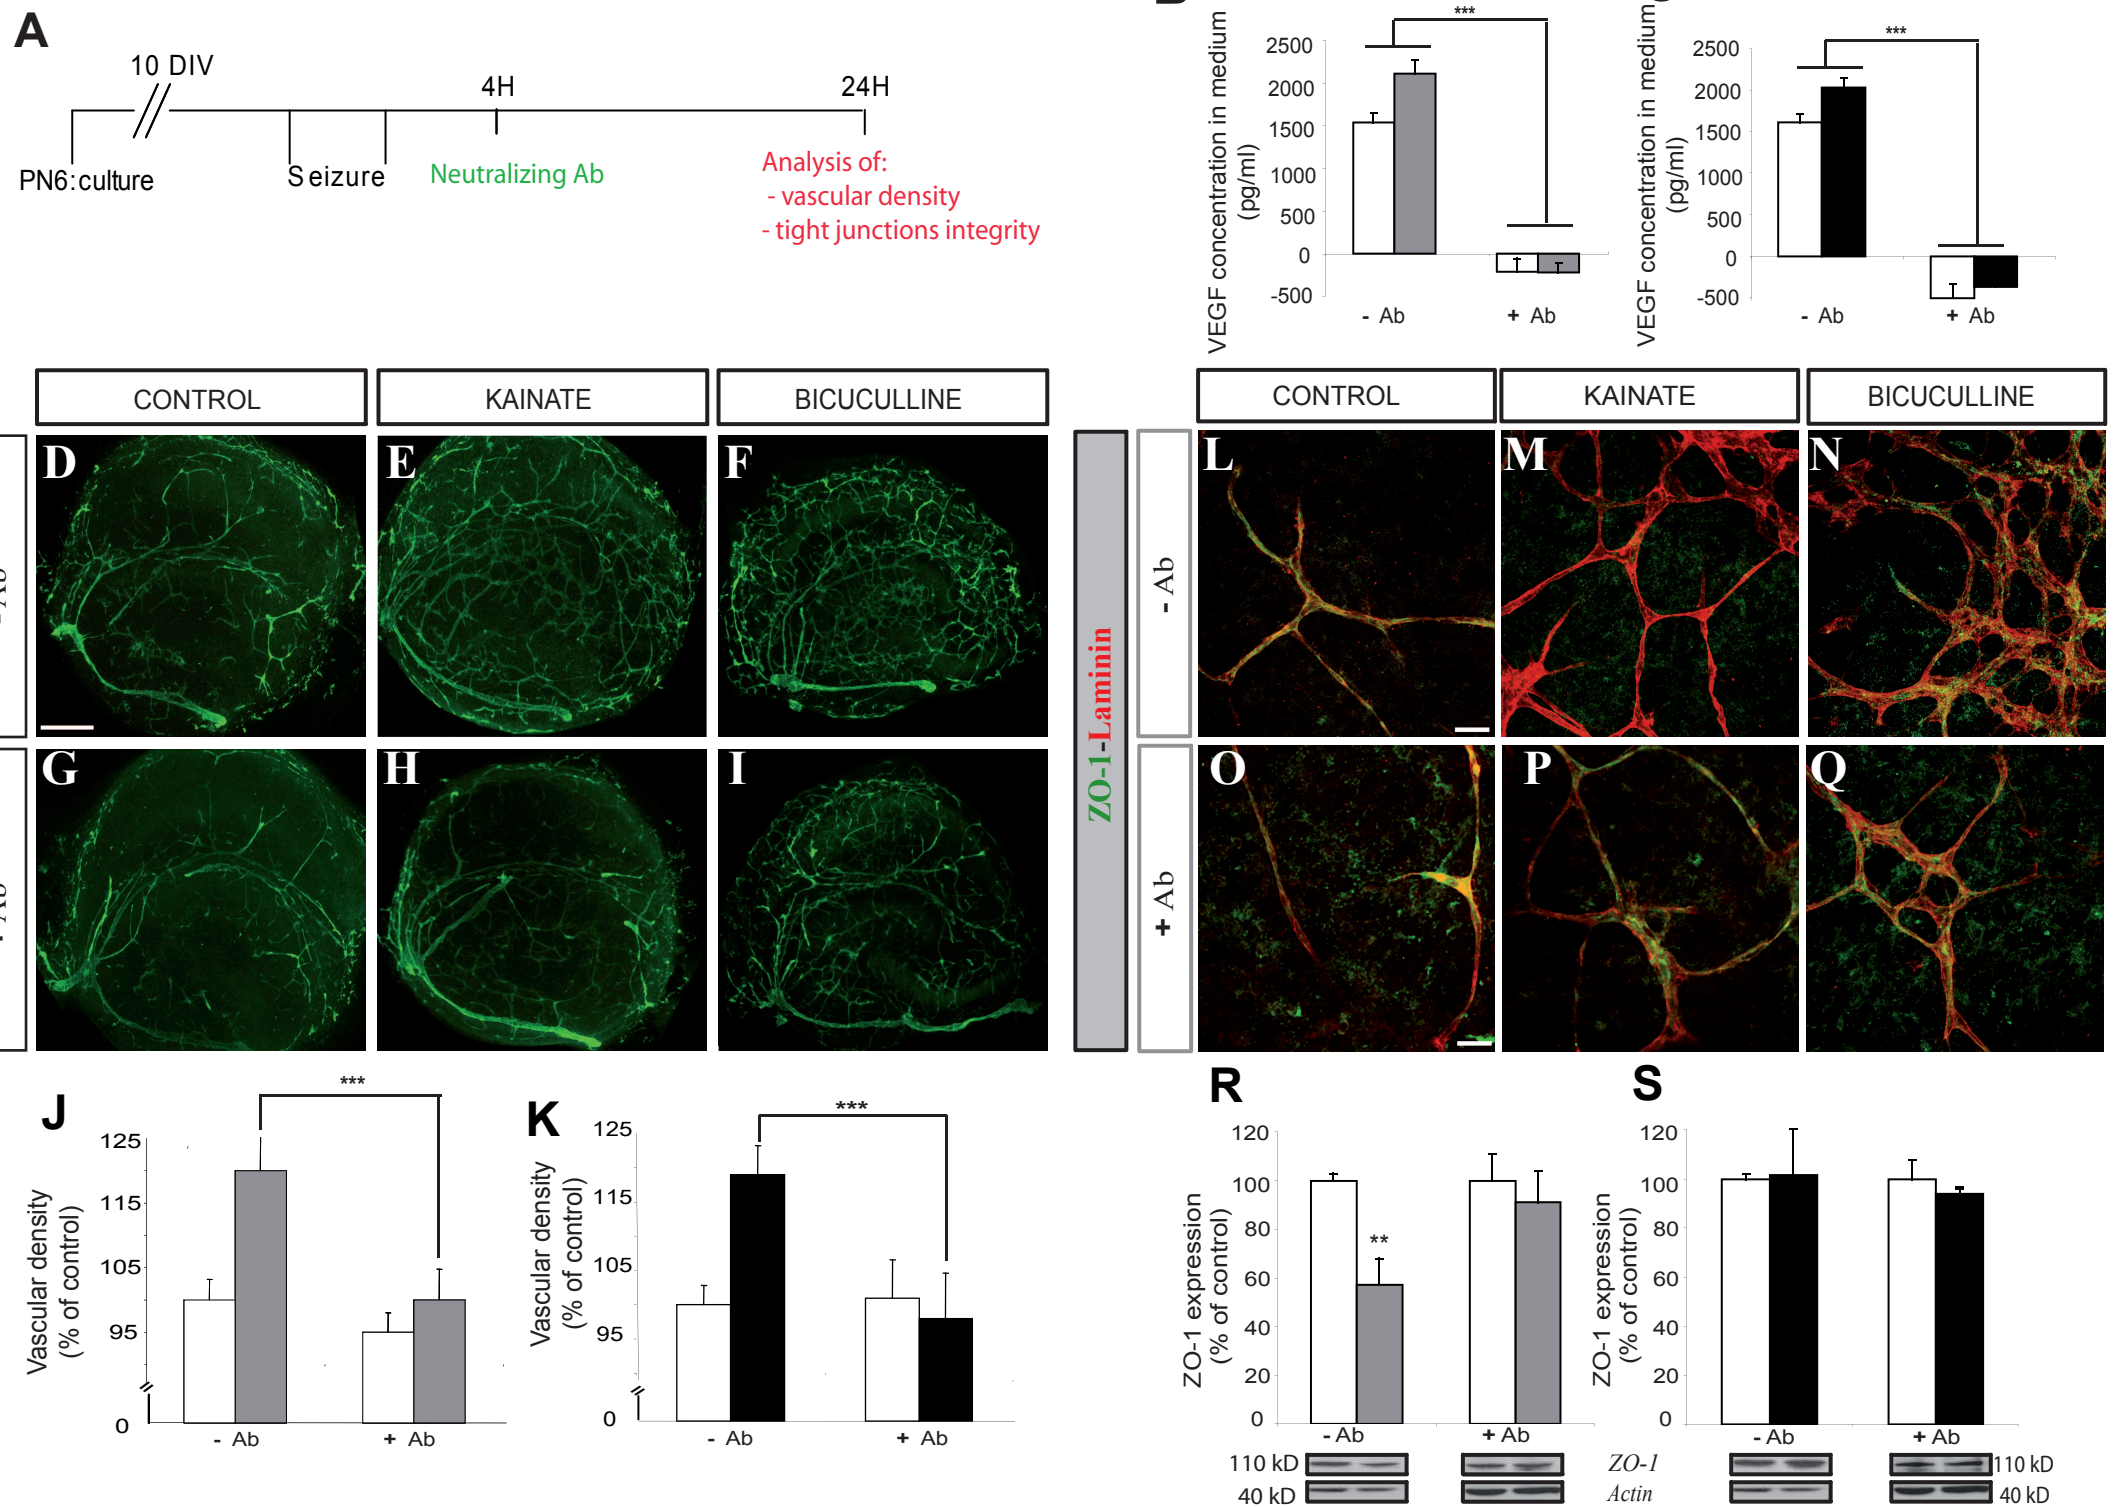 A
10 DIV
4H
24H
PN6:culture
Seizure
Neutralizing Ab
Analysis of:
- vascular density
- tight junctions integrity
B
***
VEGF concentration in medium
(pg/ml)
2500
2000
1500
1000
500
0
-500
- Ab
+ Ab
***
VEGF concentration in medium
(pg/ml)
2500
2000
1500
1000
500
0
-500
- Ab
+ Ab
CONTROL
KAINATE
BICUCULLINE
- Ab
D
E
F
Ab
G
H
I
CONTROL
KAINATE
BICUCULLINE
ZO-1-Laminin
- Ab
L
M
N
+ Ab
O
P
Q
J
***
Vascular density
(% of control)
125
115
105
95
0
- Ab
+ Ab
K
***
Vascular density
(% of control)
125
115
105
95
0
- Ab
+ Ab
R
ZO-1 expression
(% of control)
120
100
80
60
40
20
0
**
- Ab
+ Ab
110 kD
40 kD
ZO-1
Actin
S
ZO-1 expression
(% of control)
120
100
80
60
40
20
0
- Ab
+ Ab
110 kD
40 kD